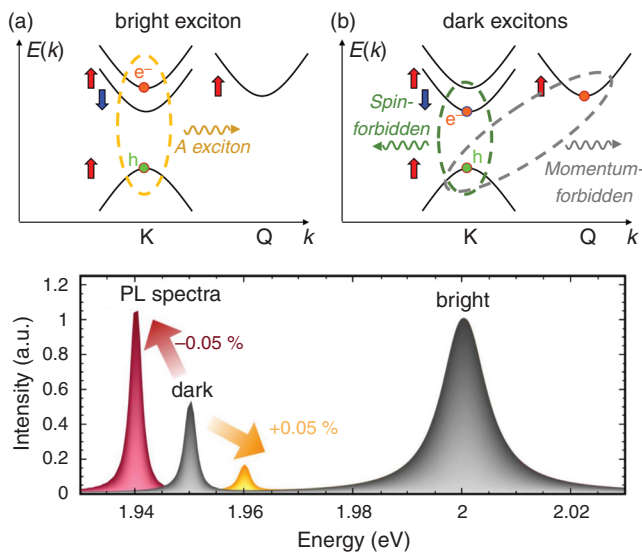 (a) bright exciton
E(k)
e⁻
A exciton
h
K Q k
(b) dark excitons
E(k)
Spin-
forbidden
e⁻
h
Momentum-
forbidden
K Q k
PL spectra
−0.05 %
dark
+0.05 %
bright
Intensity (a.u.)
1.2
1
0.8
0.6
0.4
0.2
0
1.94 1.96 1.98 2 2.02
Energy (eV)